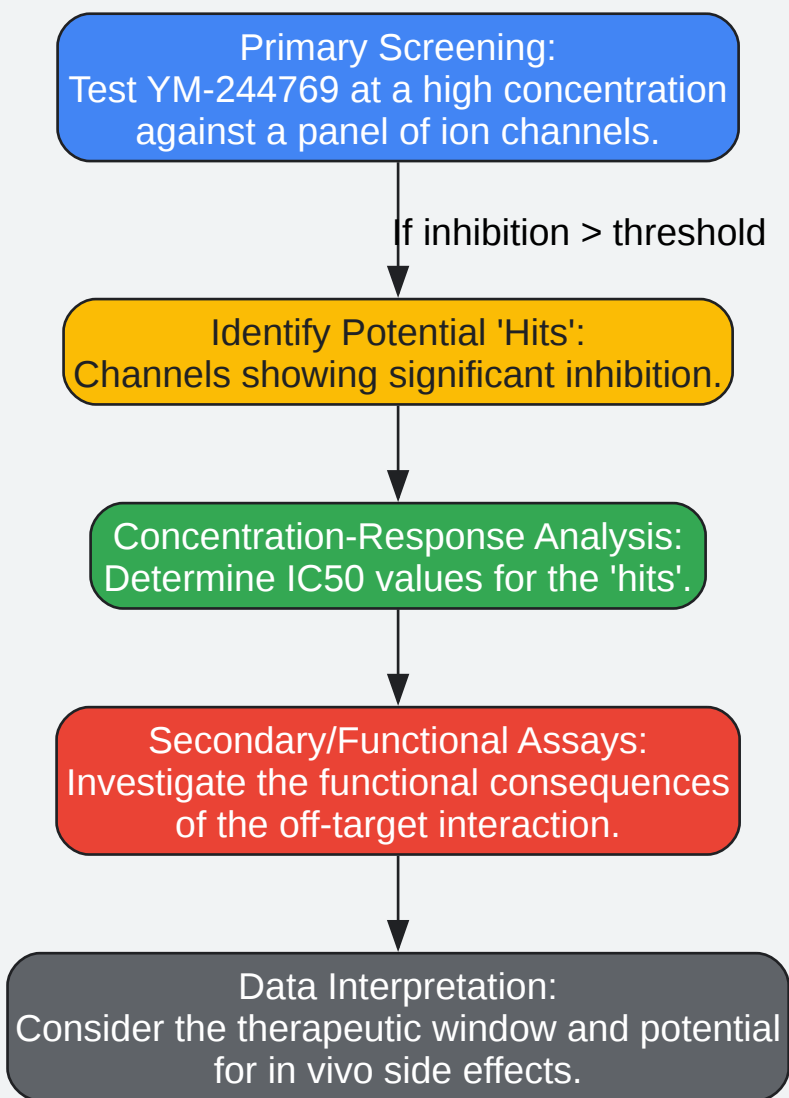 Primary Screening:
Test YM-244769 at a high concentration
against a panel of ion channels.
If inhibition > threshold
Identify Potential 'Hits':
Channels showing significant inhibition.
Concentration-Response Analysis:
Determine IC50 values for the 'hits'.
Secondary/Functional Assays:
Investigate the functional consequences
of the off-target interaction.
Data Interpretation:
Consider the therapeutic window and potential
for in vivo side effects.